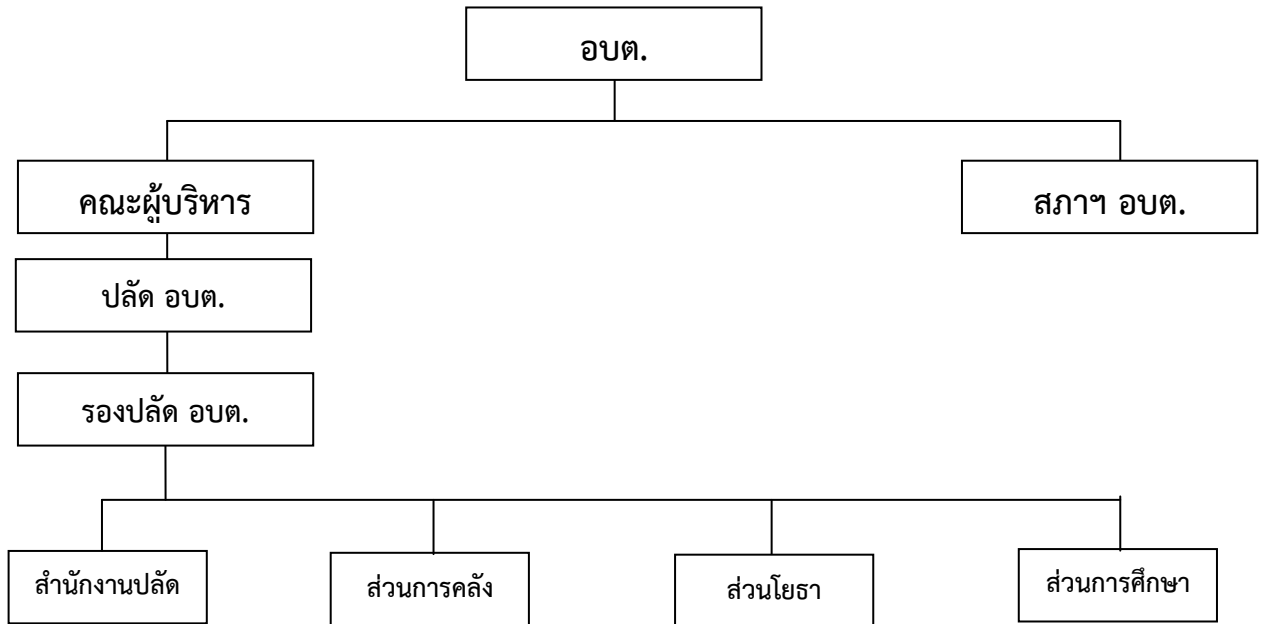 อบต.
คณะผู้บริหาร
สภาฯ อบต.
ปลัด อบต.
รองปลัด อบต.
สำนักงานปลัด
ส่วนการคลัง
ส่วนโยธา
ส่วนการศึกษา